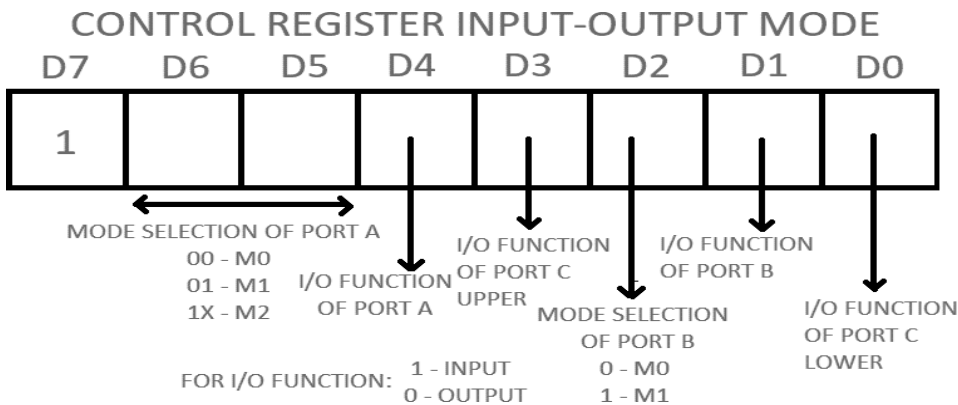 CONTROL REGISTER INPUT-OUTPUT MODE
D7 D6 D5 D4 D3 D2 D1 D0
1
MODE SELECTION OF PORT A
00 - M0
01 - M1
1X - M2
I/O FUNCTION
OF PORT A
I/O FUNCTION
OF PORT C
UPPER
MODE SELECTION
OF PORT B
0 - M0
1 - M1
I/O FUNCTION
OF PORT B
I/O FUNCTION
OF PORT C
LOWER
FOR I/O FUNCTION:
1 - INPUT
0 - OUTPUT